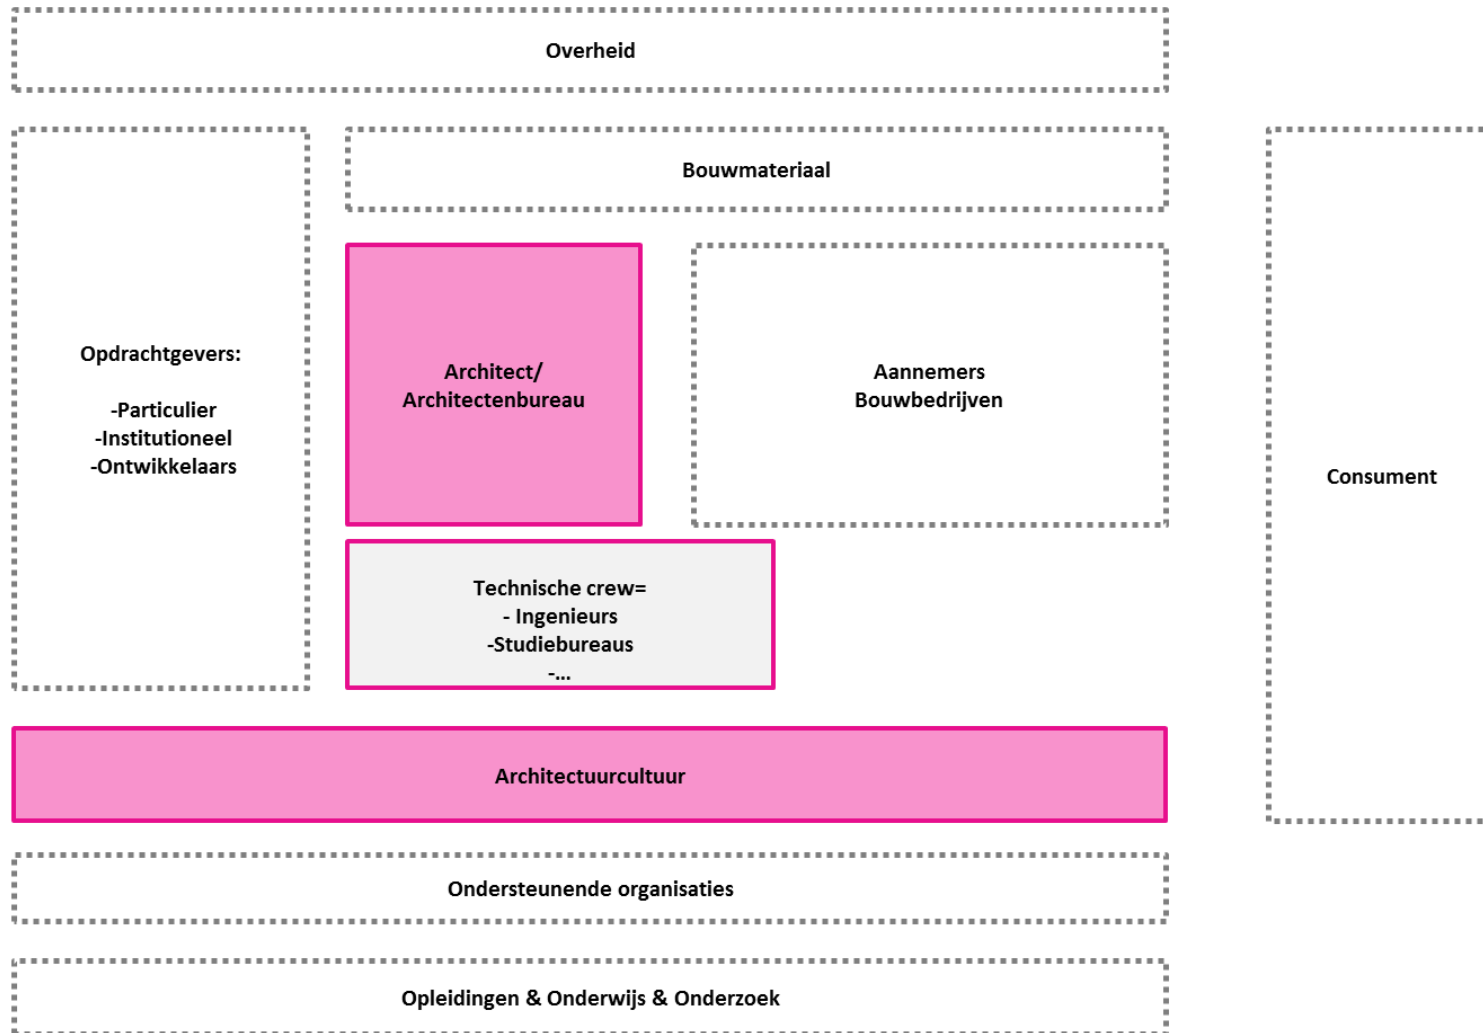 Overheid
Bouwmateriaal
Opdrachtgevers:
-Particulier
-Institutioneel
-Ontwikkelaars
Architect/
Architectenbureau
Aannemers
Bouwbedrijven
Consument
Technische crew=
- Ingenieurs
-Studiebureaus
-...
Architectuurcultuur
Ondersteunende organisaties
Opleidingen & Onderwijs & Onderzoek